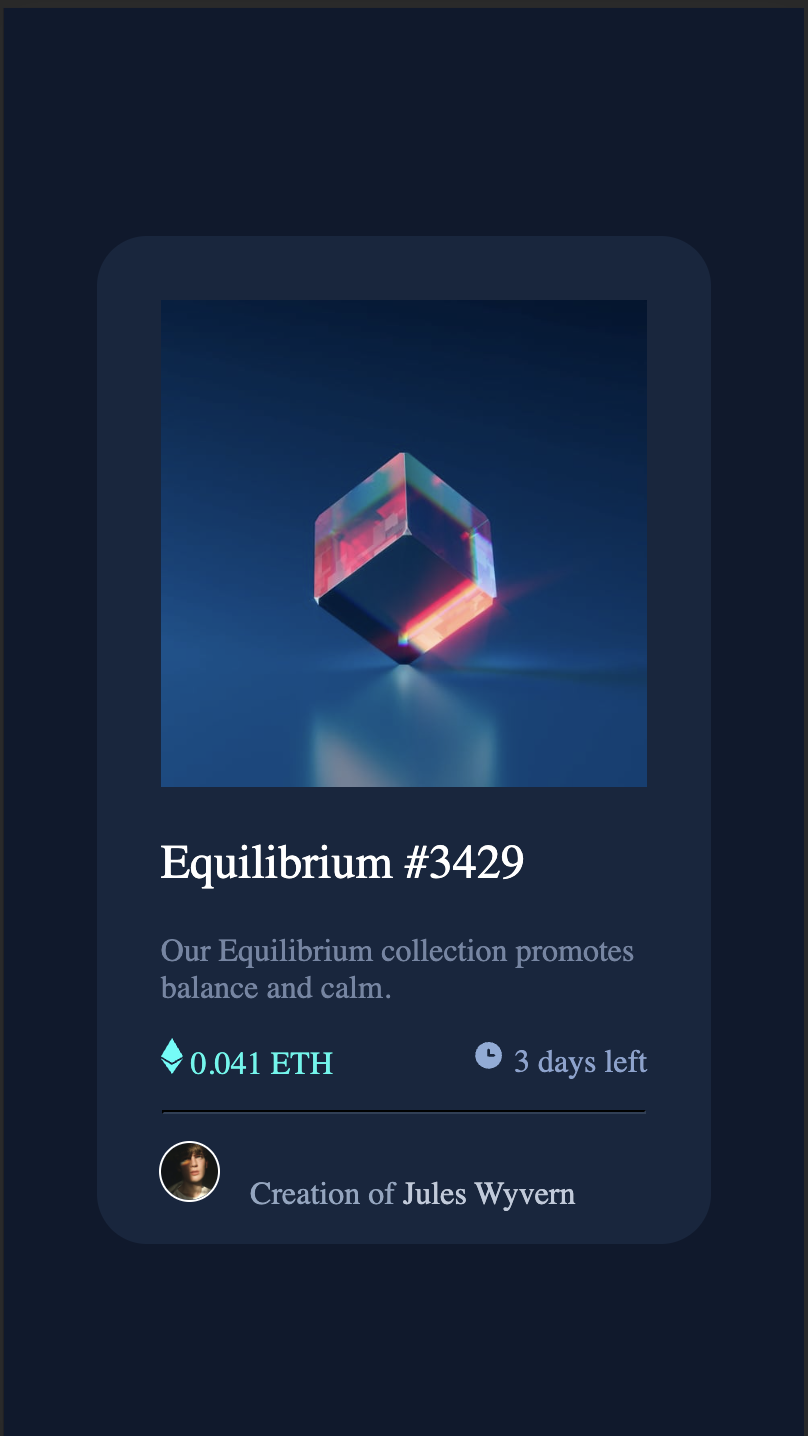 Equilibrium #3429
Our Equilibrium collection promotes
balance and calm.
0.041 ETH
3 days left
Creation of Jules Wyvern